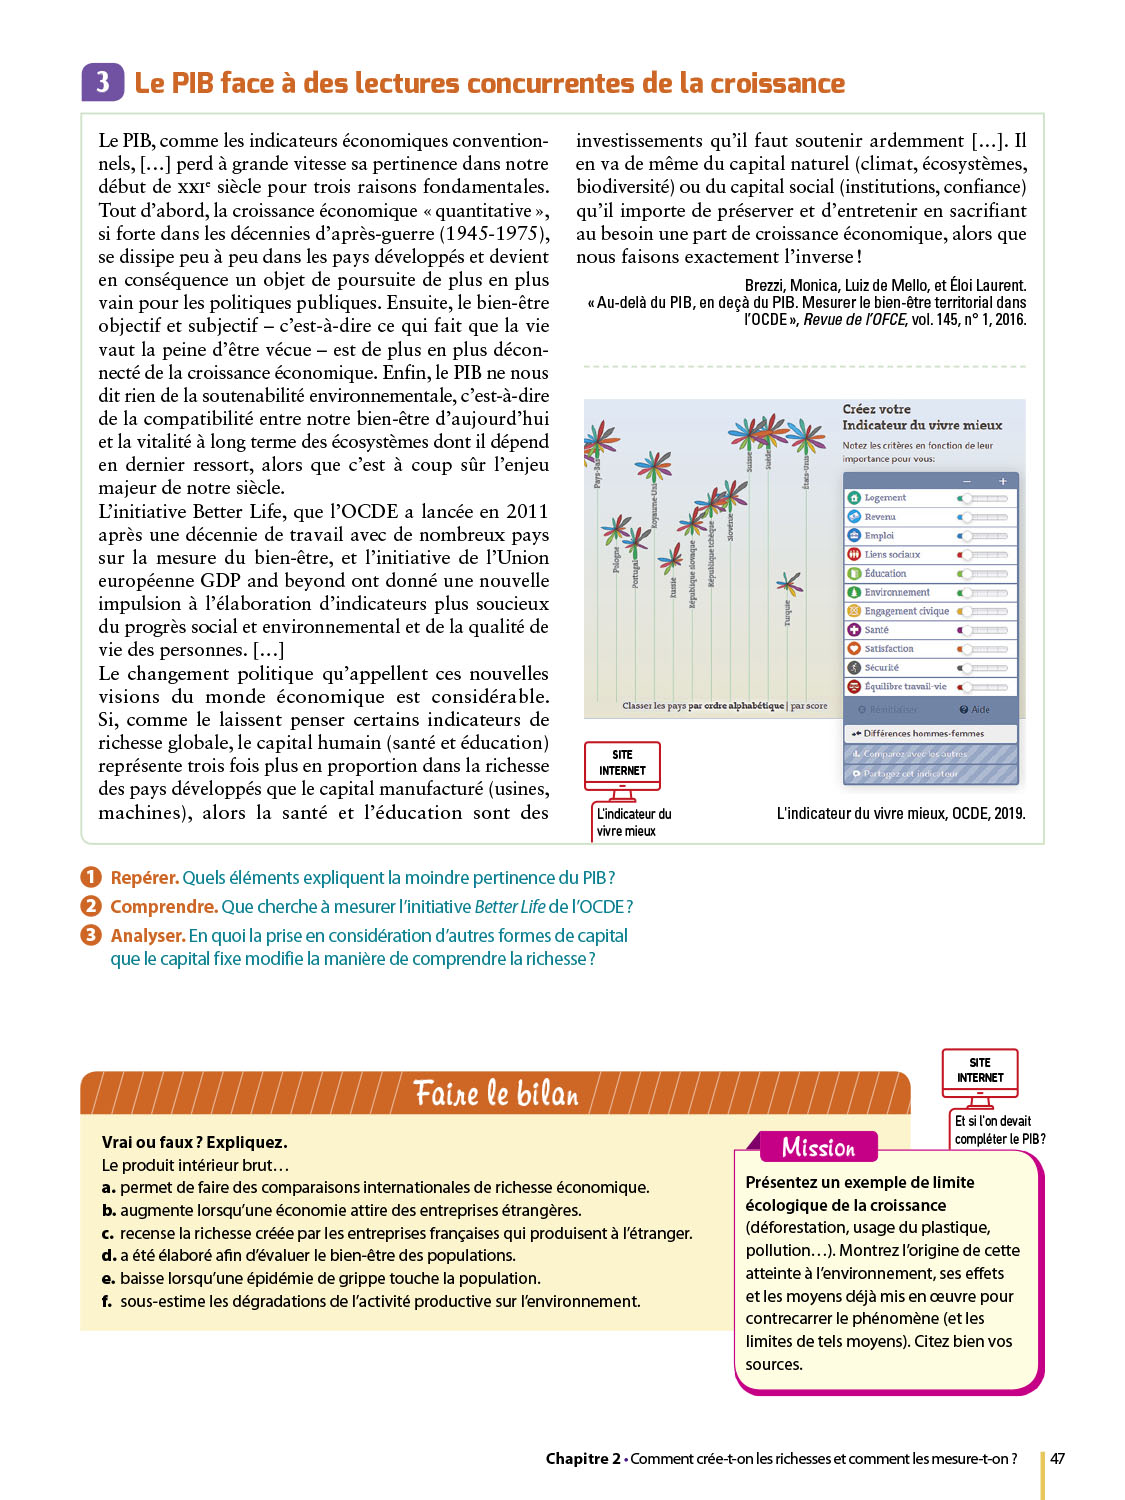 3 Le PIB face à des lectures concurrentes de la croissance
Le PIB, comme les indicateurs économiques convention-
nels, […] perd à grande vitesse sa pertinence dans notre
début de XXIe siècle pour trois raisons fondamentales.
Tout d'abord, la croissance économique « quantitative »,
si forte dans les décennies d'après-guerre (1945-1975),
se dissipe peu à peu dans les pays développés et devient
en conséquence un objet de poursuite de plus en plus
vain pour les politiques publiques. Ensuite, le bien-être
objectif et subjectif – c'est-à-dire ce qui fait que la vie
vaut la peine d'être vécue – est de plus en plus décon-
necté de la croissance économique. Enfin, le PIB ne nous
dit rien de la soutenabilité environnementale, c'est-à-dire
de la compatibilité entre notre bien-être d'aujourd'hui
et la vitalité à long terme des écosystèmes dont il dépend
en dernier ressort, alors que c'est à coup sûr l'enjeu
majeur de notre siècle.
L'initiative Better Life, que l'OCDE a lancée en 2011
après une décennie de travail avec de nombreux pays
sur la mesure du bien-être, et l'initiative de l'Union
européenne GDP and beyond ont donné une nouvelle
impulsion à l'élaboration d'indicateurs plus soucieux
du progrès social et environnemental et de la qualité de
vie des personnes. […]
Le changement politique qu'appellent ces nouvelles
visions du monde économique est considérable.
Si, comme le laissent penser certains indicateurs de
richesse globale, le capital humain (santé et éducation)
représente trois fois plus en proportion dans la richesse
des pays développés que le capital manufacturé (usines,
machines), alors la santé et l'éducation sont des
investissements qu'il faut soutenir ardemment […]. Il
en va de même du capital naturel (climat, écosystèmes,
biodiversité) ou du capital social (institutions, confiance)
qu'il importe de préserver et d'entretenir en sacrifiant
au besoin une part de croissance économique, alors que
nous faisons exactement l'inverse !
Brezzi, Monica, Luiz de Mello, et Éloi Laurent.
« Au-delà du PIB, en deçà du PIB. Mesurer le bien-être territorial dans
l'OCDE », Revue de l'OFCE, vol. 145, n° 1, 2016.
Pays-Bas
Pologne
Portugal
Royaume-Uni
Russie
République slovaque
République tchèque
Slovénie
Suisse
Suède
Turquie
États-Unis
Classer les pays par ordre alphabétique | par score
Créez votre
Indicateur du vivre mieux
Notez les critères en fonction de leur
importance pour vous:
– +
Logement
Revenu
Emploi
Liens sociaux
Éducation
Environnement
Engagement civique
Santé
Satisfaction
Sécurité
Équilibre travail-vie
Réinitialiser ? Aide
Différences hommes-femmes
Comparez avec les autres
Partagez cet indicateur
SITE
INTERNET
L'indicateur du
vivre mieux
L'indicateur du vivre mieux, OCDE, 2019.
1 Repérer. Quels éléments expliquent la moindre pertinence du PIB ?
2 Comprendre. Que cherche à mesurer l'initiative Better Life de l'OCDE ?
3 Analyser. En quoi la prise en considération d'autres formes de capital
que le capital fixe modifie la manière de comprendre la richesse ?
Faire le bilan
Vrai ou faux ? Expliquez.
Le produit intérieur brut…
a. permet de faire des comparaisons internationales de richesse économique.
b. augmente lorsqu'une économie attire des entreprises étrangères.
c. recense la richesse créée par les entreprises françaises qui produisent à l'étranger.
d. a été élaboré afin d'évaluer le bien-être des populations.
e. baisse lorsqu'une épidémie de grippe touche la population.
f. sous-estime les dégradations de l'activité productive sur l'environnement.
SITE
INTERNET
Et si l'on devait
compléter le PIB ?
Mission
Présentez un exemple de limite
écologique de la croissance
(déforestation, usage du plastique,
pollution…). Montrez l'origine de cette
atteinte à l'environnement, ses effets
et les moyens déjà mis en œuvre pour
contrecarrer le phénomène (et les
limites de tels moyens). Citez bien vos
sources.
Chapitre 2 • Comment crée-t-on les richesses et comment les mesure-t-on ? 47